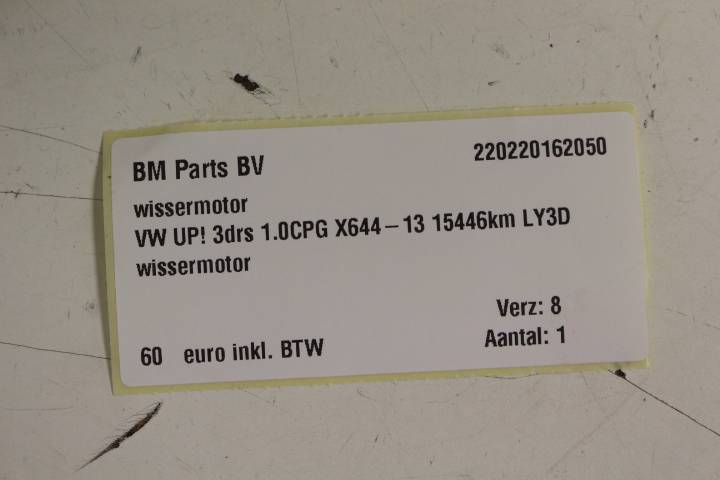 BM Parts BV
220220162050
wissermotor
VW UP! 3drs 1.0CPG X644-13 15446km LY3D
wissermotor
Verz: 8
60 euro inkl. BTW
Aantal: 1